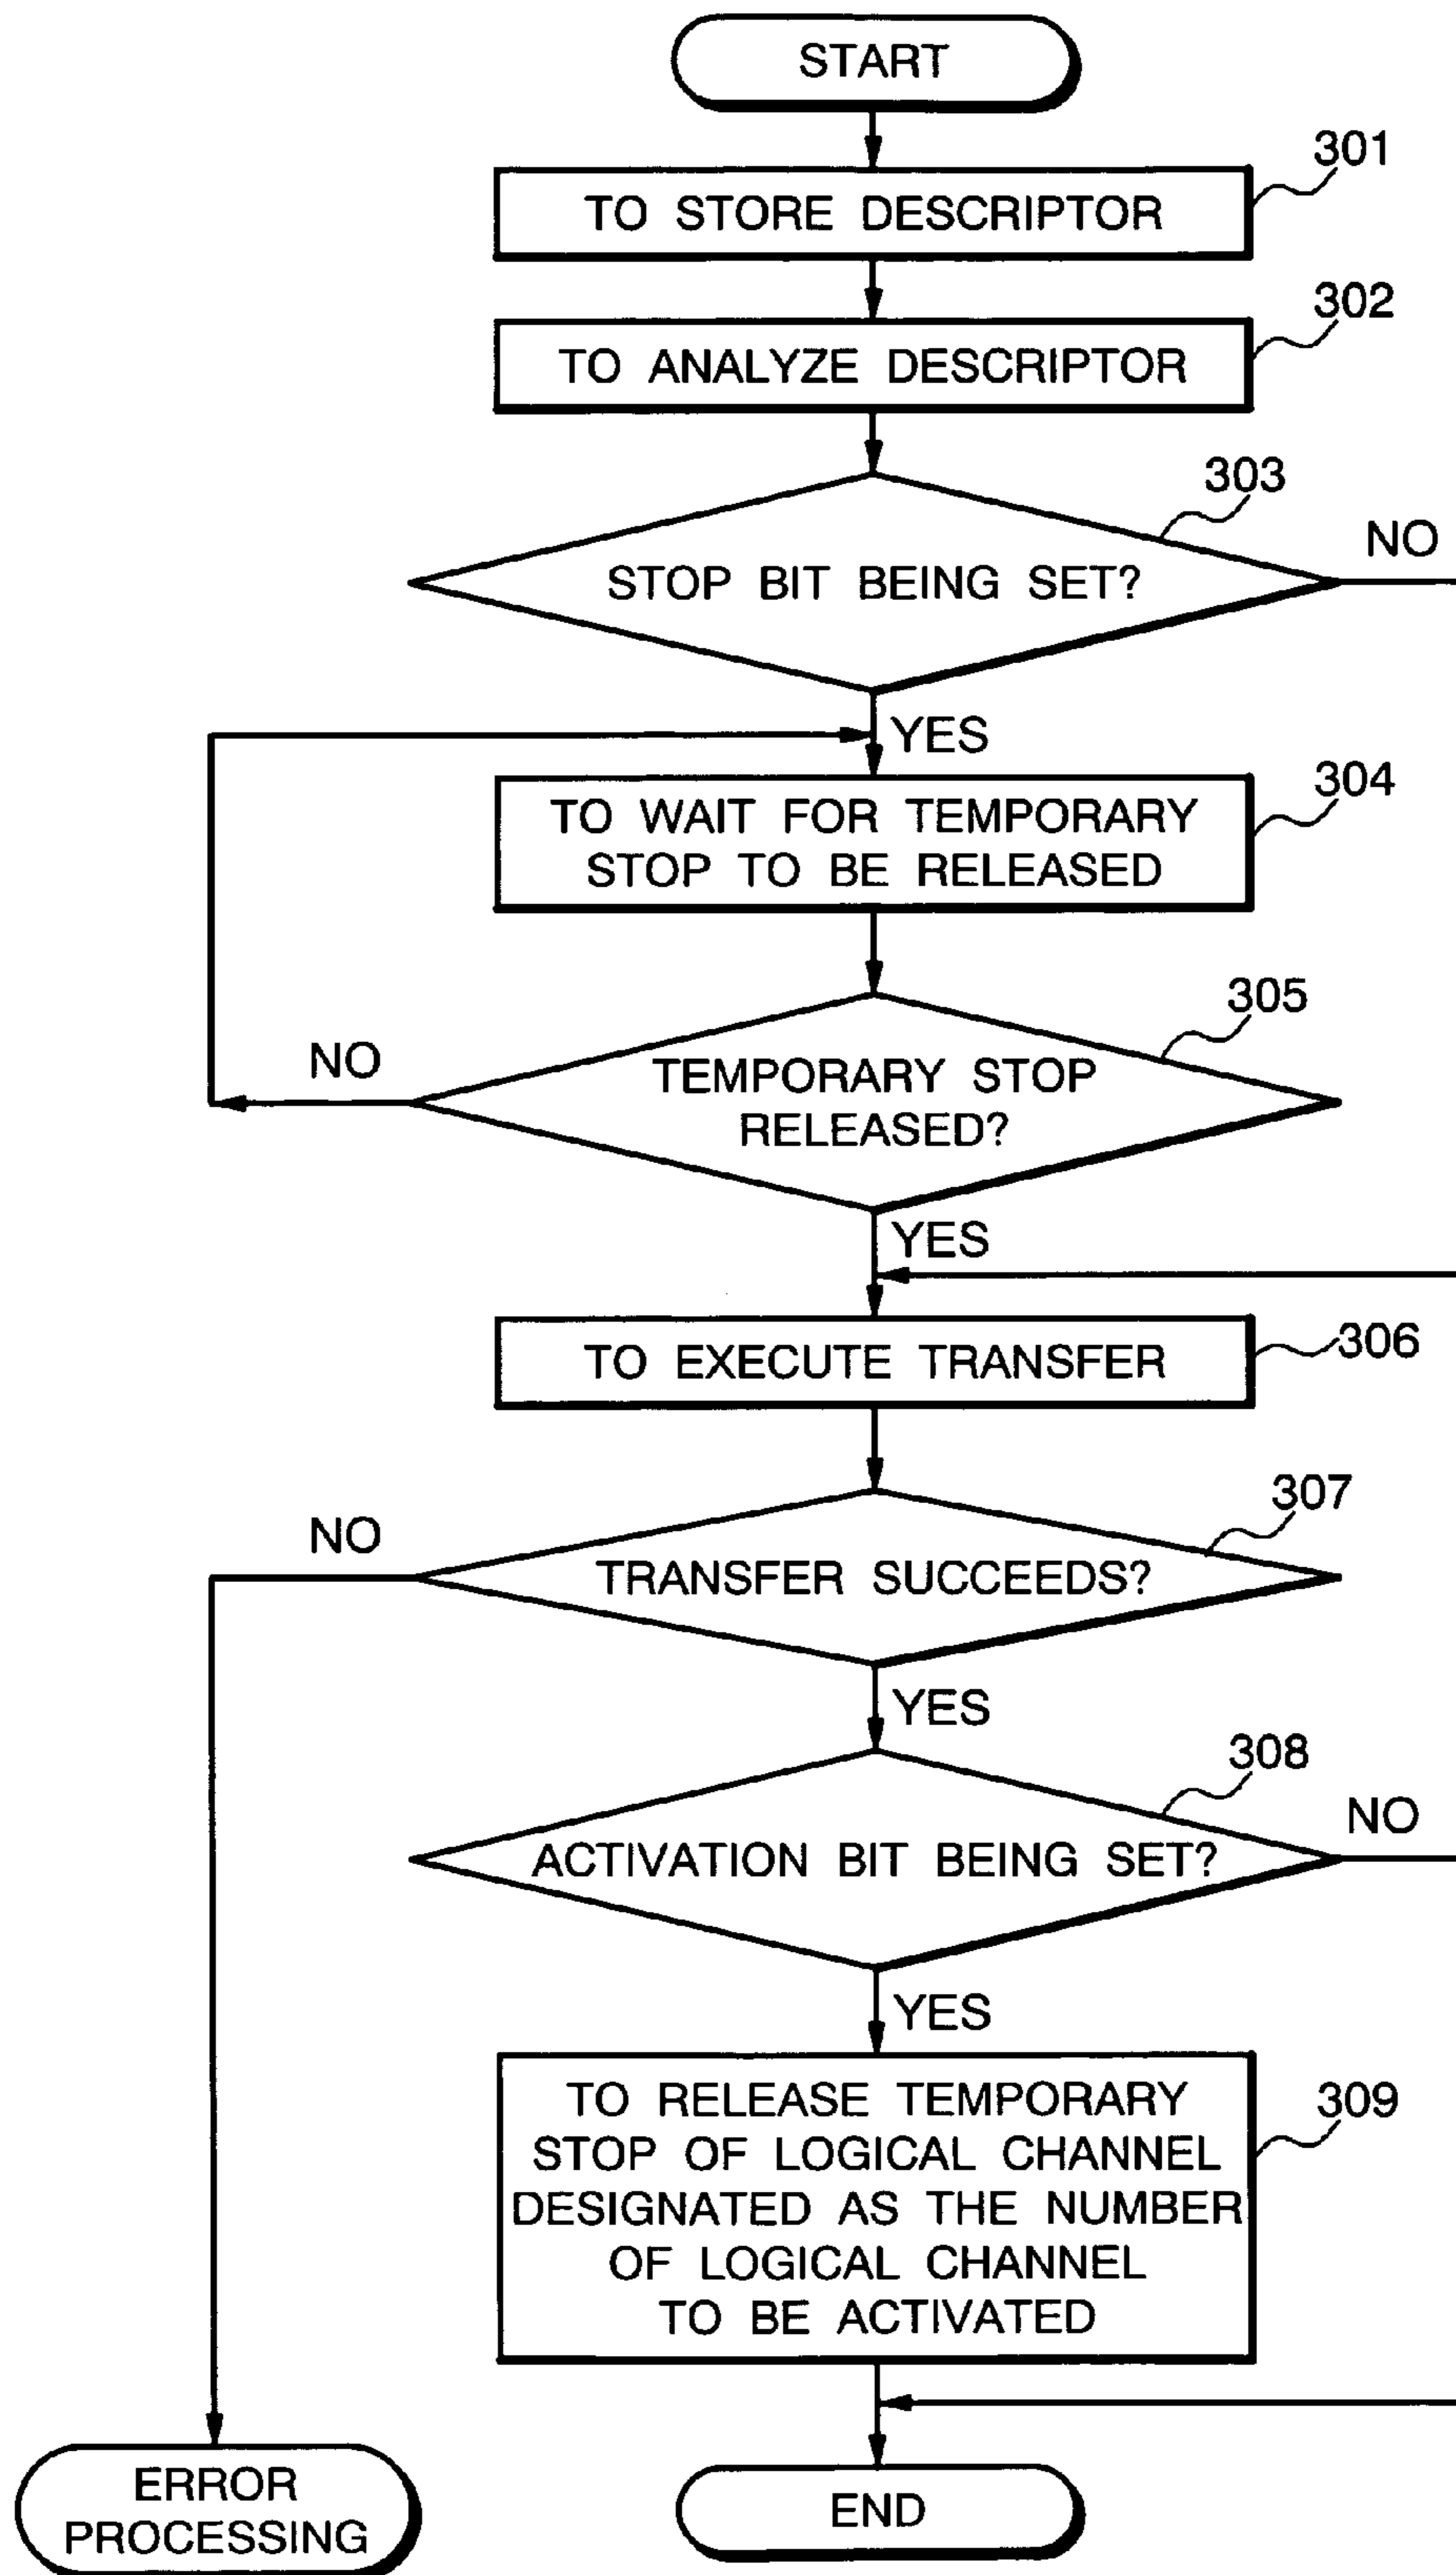 START
301
TO STORE DESCRIPTOR
302
TO ANALYZE DESCRIPTOR
303
NO
STOP BIT BEING SET?
YES
304
TO WAIT FOR TEMPORARY
STOP TO BE RELEASED
305
NO
TEMPORARY STOP
RELEASED?
YES
306
TO EXECUTE TRANSFER
307
NO
TRANSFER SUCCEEDS?
YES
308
NO
ACTIVATION BIT BEING SET?
YES
309
TO RELEASE TEMPORARY
STOP OF LOGICAL CHANNEL
DESIGNATED AS THE NUMBER
OF LOGICAL CHANNEL
TO BE ACTIVATED
ERROR
PROCESSING
END